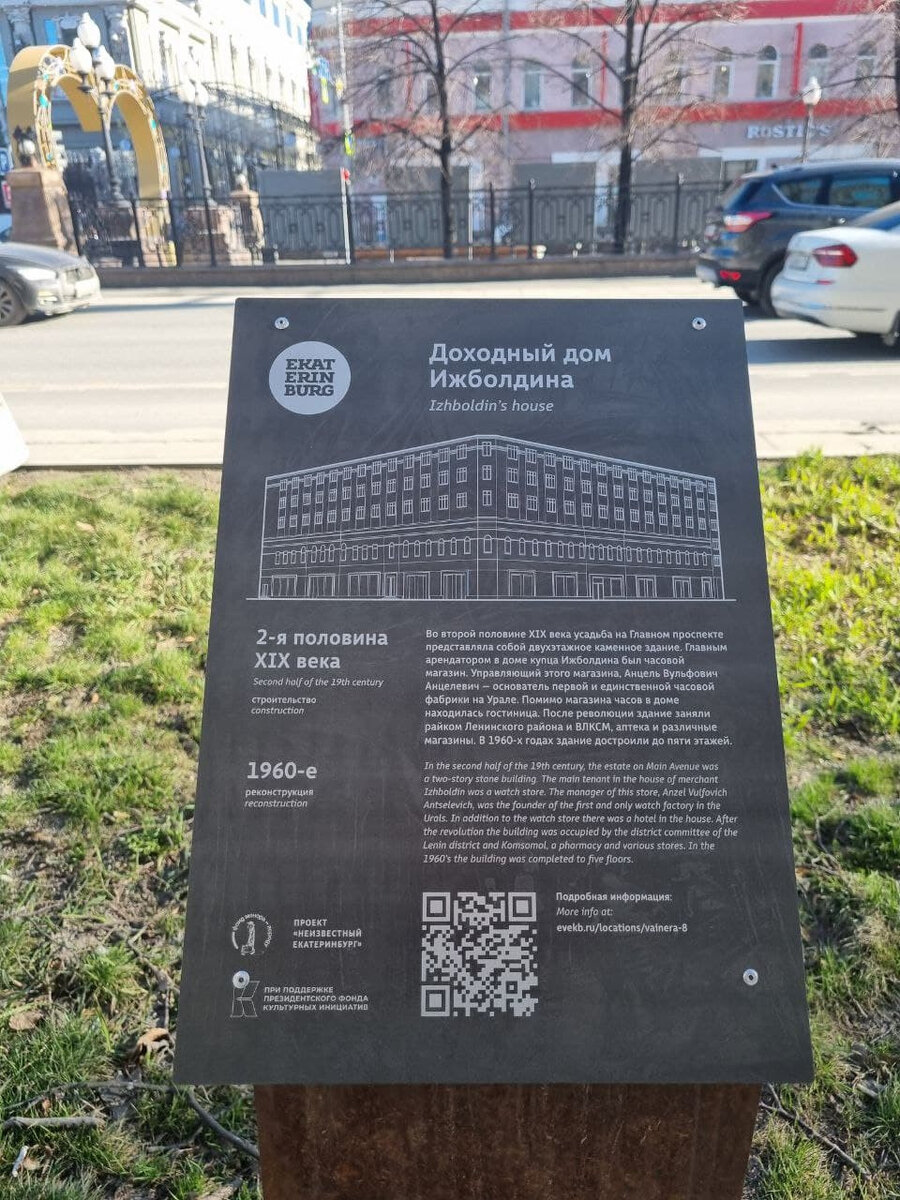 ROSTIC'S
EKAT
ERIN
BURG
Доходный дом
Ижболдина
Izhboldin's house
2-я половина
XIX века
Second half of the 19th century
строительство
construction
1960-е
реконструкция
reconstruction
Во второй половине XIX века усадьба на Главном проспекте
представляла собой двухэтажное каменное здание. Главным
арендатором в доме купца Ижболдина был часовой
магазин. Управляющий этого магазина, Анцель Вульфович
Анцелевич — основатель первой и единственной часовой
фабрики на Урале. Помимо магазина часов в доме
находилась гостиница. После революции здание заняли
райком Ленинского района и ВЛКСМ, аптека и различные
магазины. В 1960-х годах здание достроили до пяти этажей.
In the second half of the 19th century, the estate on Main Avenue was
a two-story stone building. The main tenant in the house of merchant
Izhboldin was a watch store. The manager of this store, Anzel Vulfovich
Antselevich, was the founder of the first and only watch factory in the
Urals. In addition to the watch store there was a hotel in the house. After
the revolution the building was occupied by the district committee of the
Lenin district and Komsomol, a pharmacy and various stores. In the
1960's the building was completed to five floors.
ПРОЕКТ
«НЕИЗВЕСТНЫЙ
ЕКАТЕРИНБУРГ»
ПРИ ПОДДЕРЖКЕ
ПРЕЗИДЕНТСКОГО ФОНДА
КУЛЬТУРНЫХ ИНИЦИАТИВ
Подробная информация:
More info at:
evekb.ru/locations/vainera-8